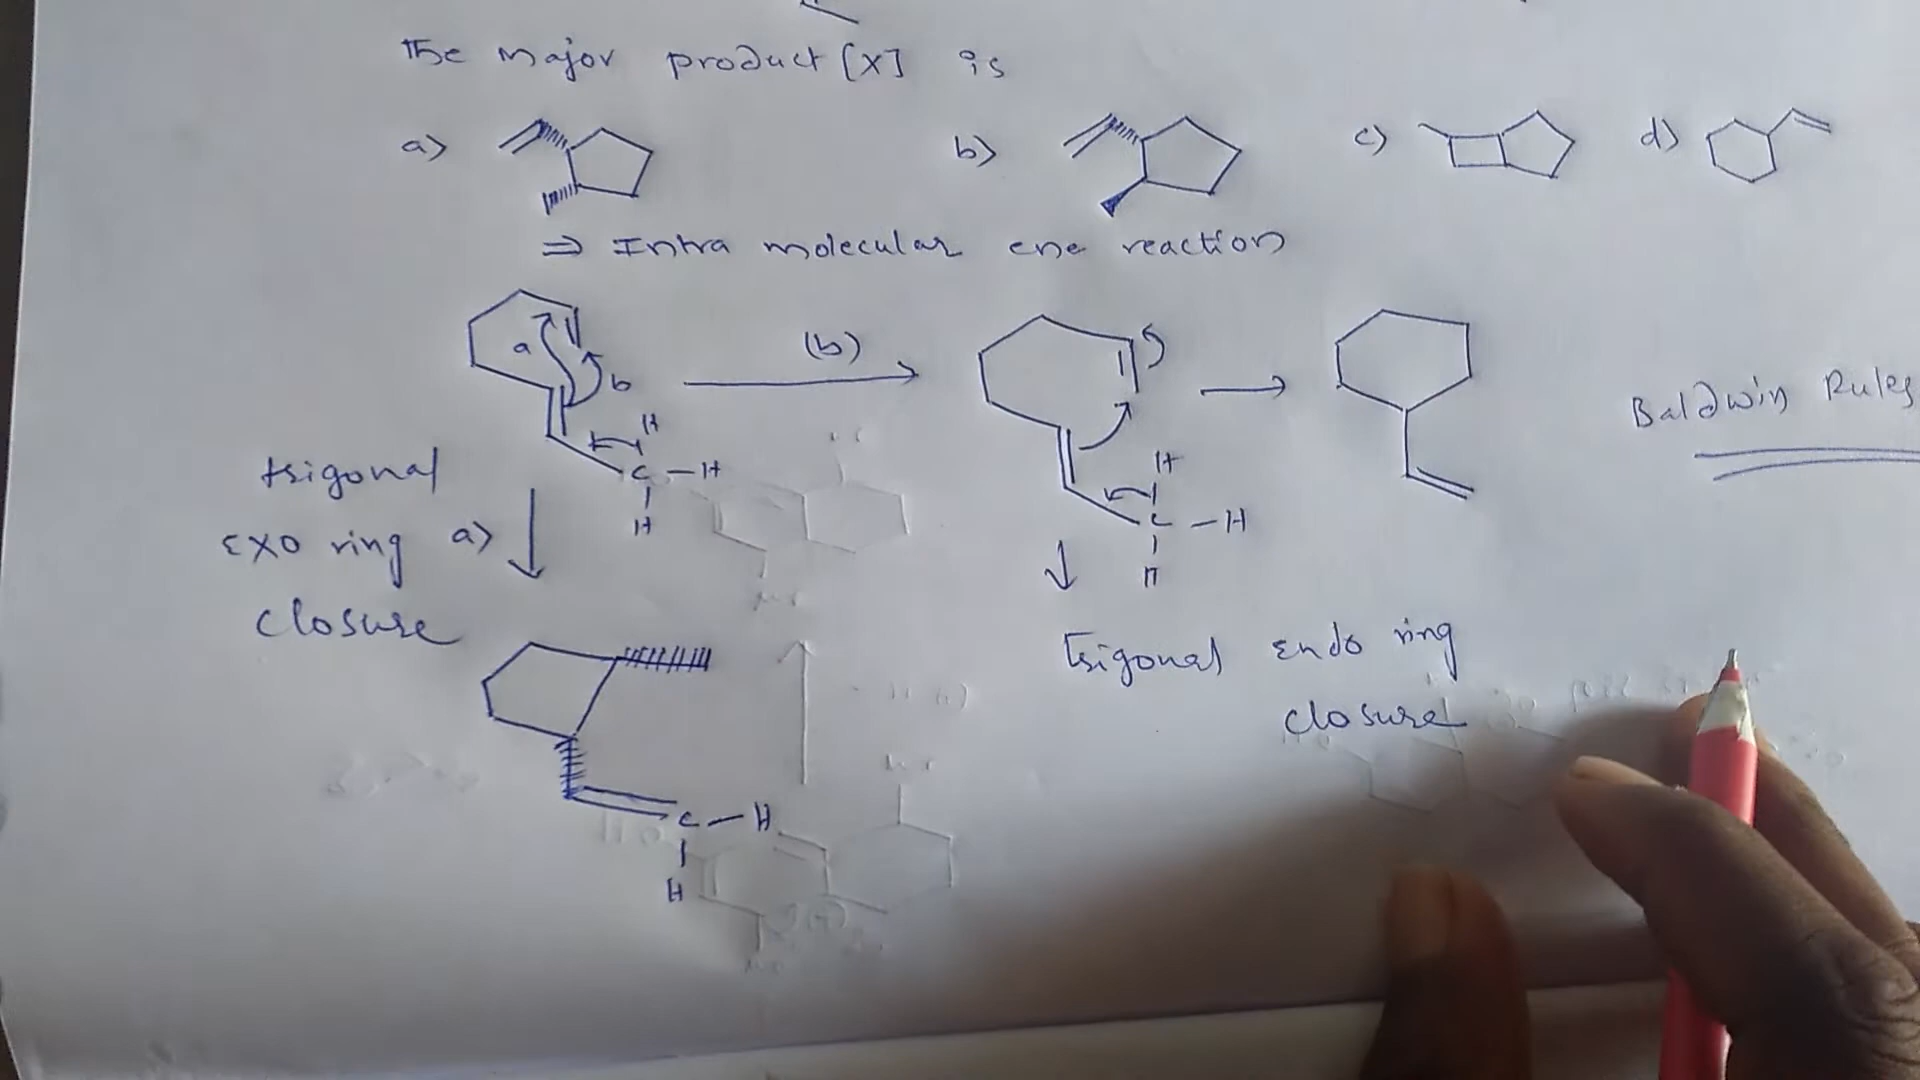 The major product [X] is
a) b) c) d)
⇒ Intra molecular ene reaction
a b
(b)
H
C – H
H
H
C – H
H
Baldwin Rules
trigonal
exo ring a)
closure
Trigonal endo ring
closure
C – H
H